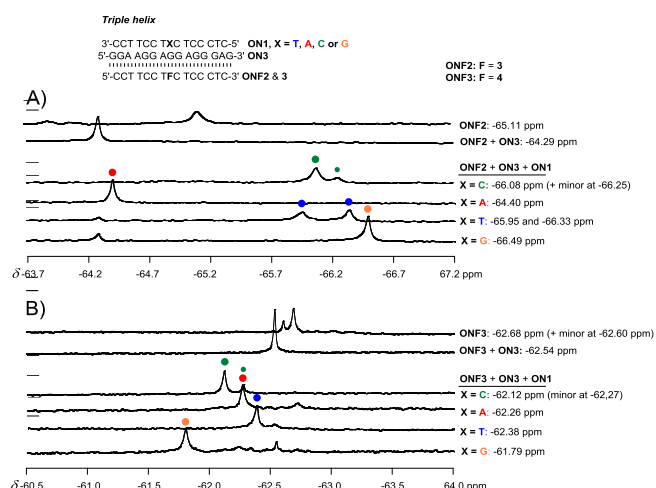 Triple helix
3'-CCT TCC TXC TCC CTC-5' ON1, X = T, A, C or G
5'-GGA AGG AGG AGG GAG-3' ON3
5'-CCT TCC TFC TCC CTC-3' ONF2 & 3
ONF2: F = 3
ONF3: F = 4
A)
ONF2: -65.11 ppm
ONF2 + ON3: -64.29 ppm
ONF2 + ON3 + ON1
X = C: -66.08 ppm (+ minor at -66.25)
X = A: -64.40 ppm
X = T: -65.95 and -66.33 ppm
X = G: -66.49 ppm
δ -63.7 -64.2 -64.7 -65.2 -65.7 -66.2 -66.7 -67.2 ppm
B)
ONF3: -62.68 ppm (+ minor at -62.60 ppm)
ONF3 + ON3: -62.54 ppm
ONF3 + ON3 + ON1
X = C: -62.12 ppm (minor at -62,27)
X = A: -62.26 ppm
X = T: -62.38 ppm
X = G: -61.79 ppm
δ -60.5 -61.0 -61.5 -62.0 -62.5 -63.0 -63.5 -64.0 ppm